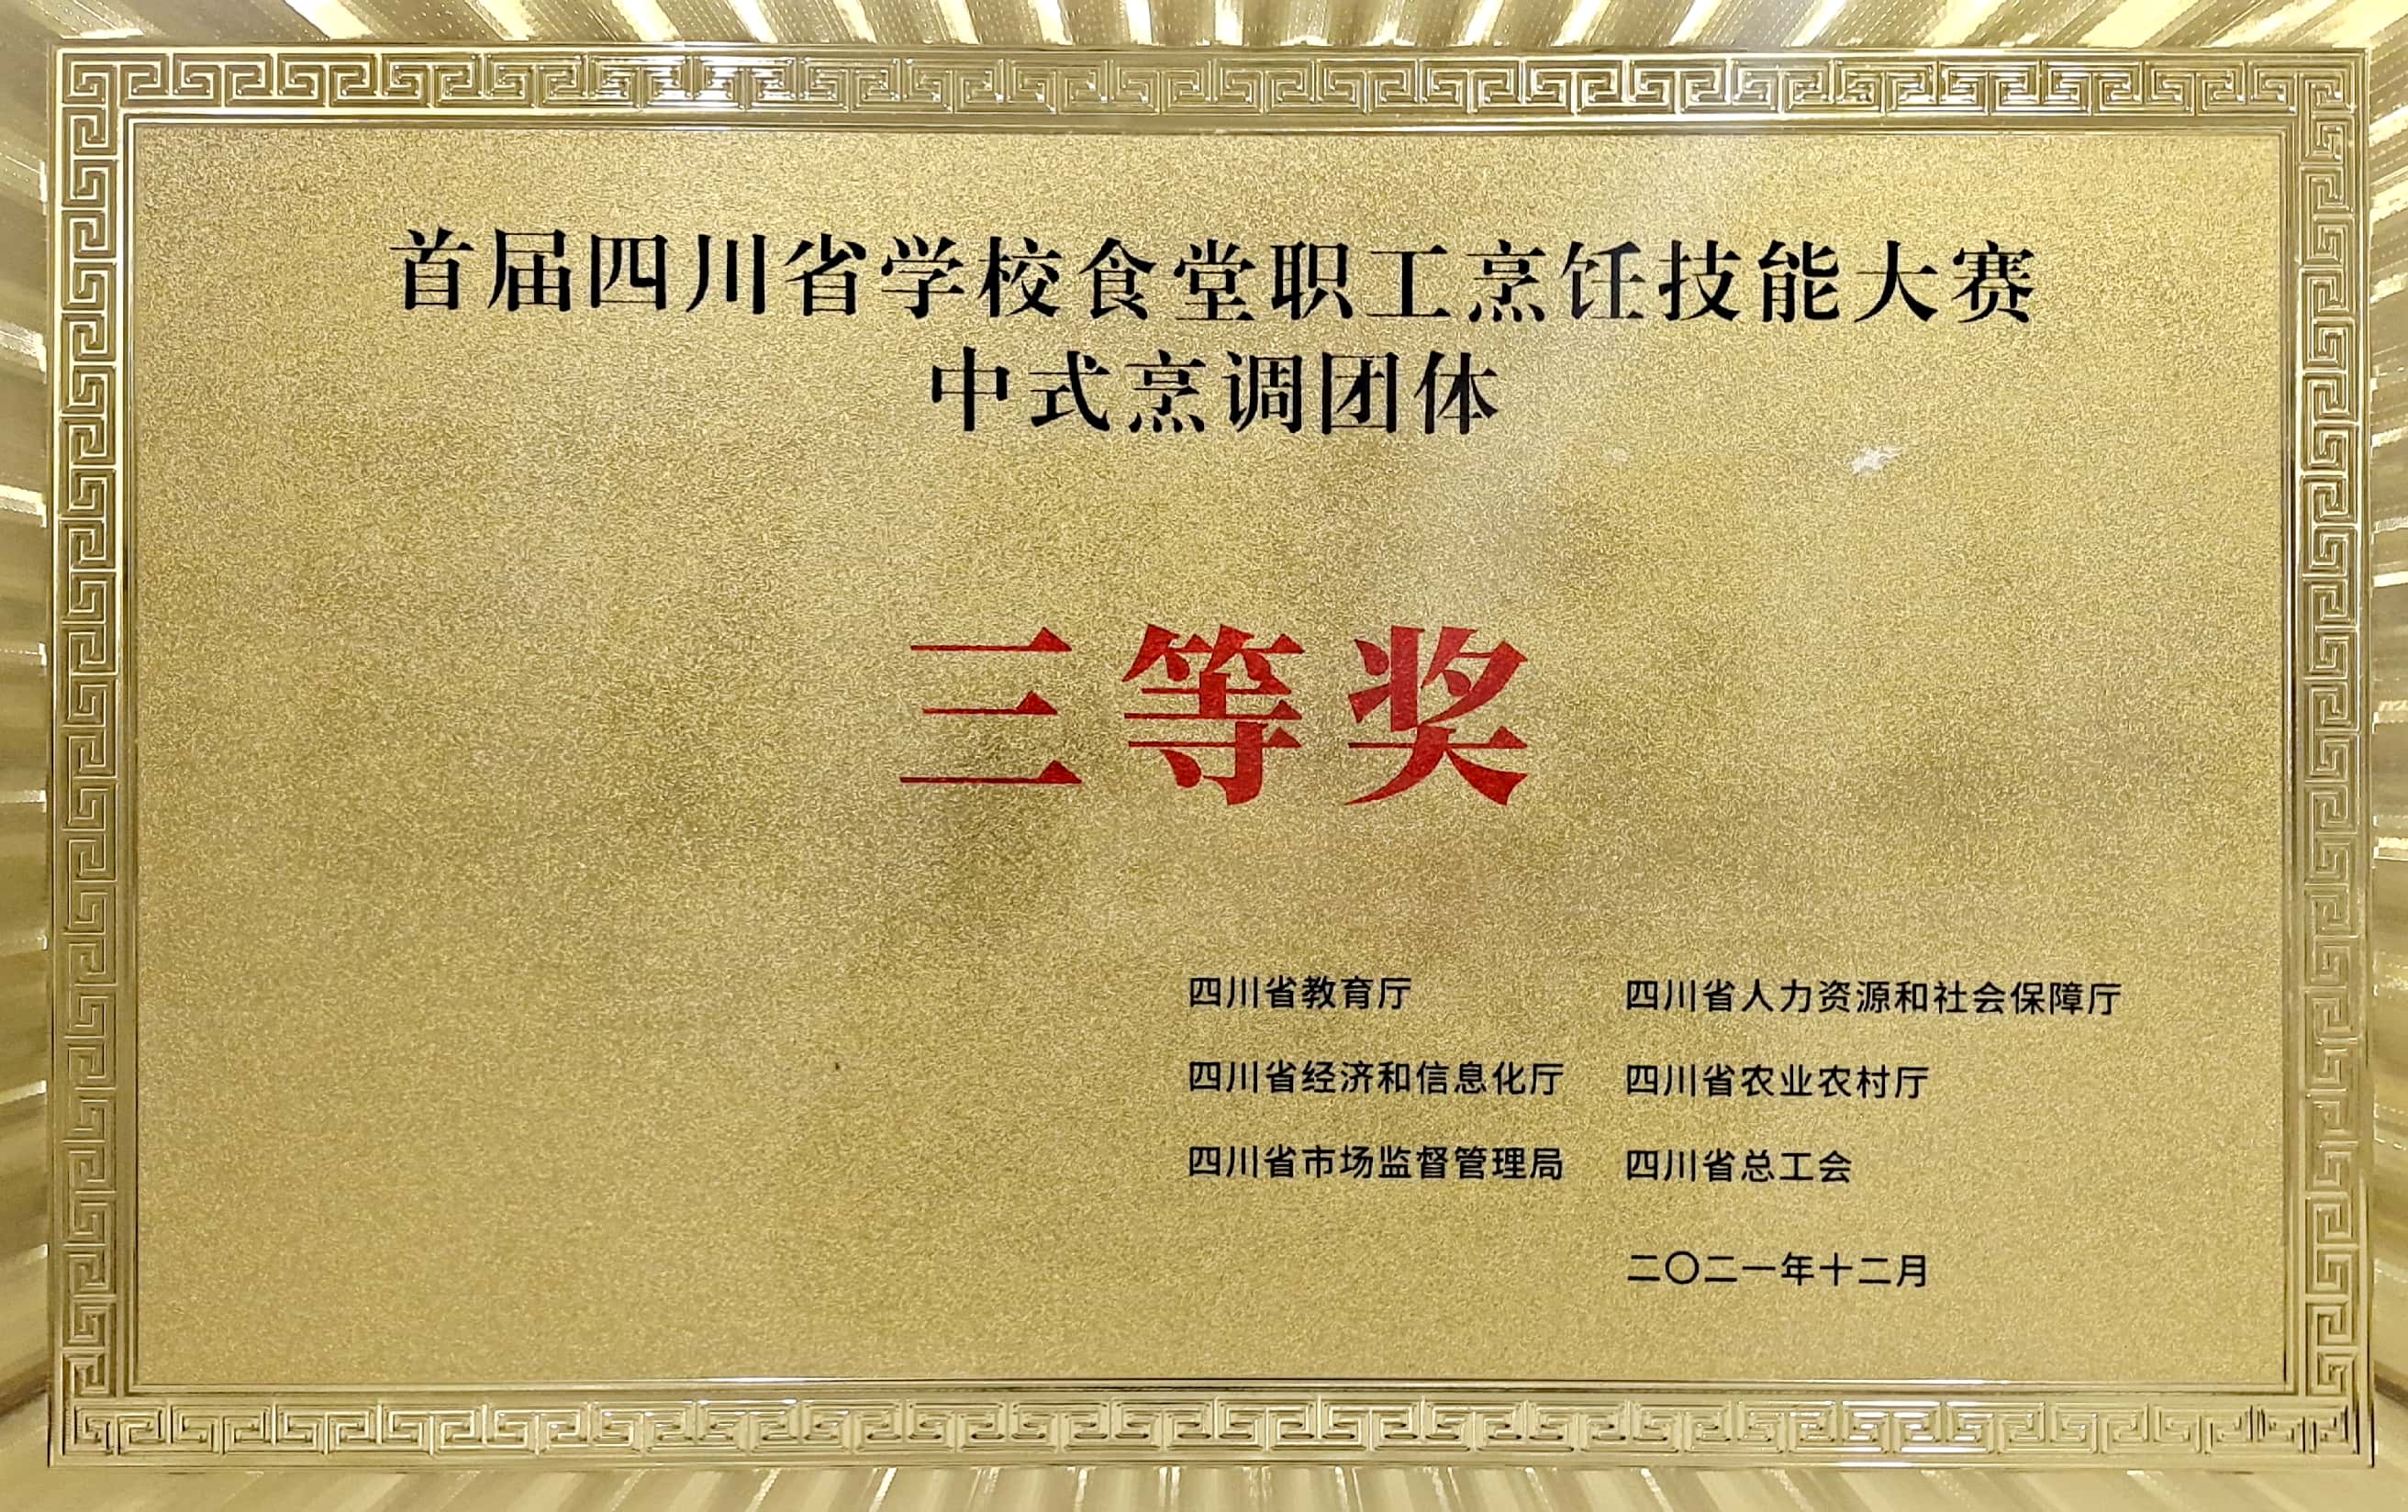 首届四川省学校食堂职工烹饪技能大赛
中式烹调团体
三等奖
四川省教育厅 四川省人力资源和社会保障厅
四川省经济和信息化厅 四川省农业农村厅
四川省市场监督管理局 四川省总工会
二〇二一年十二月